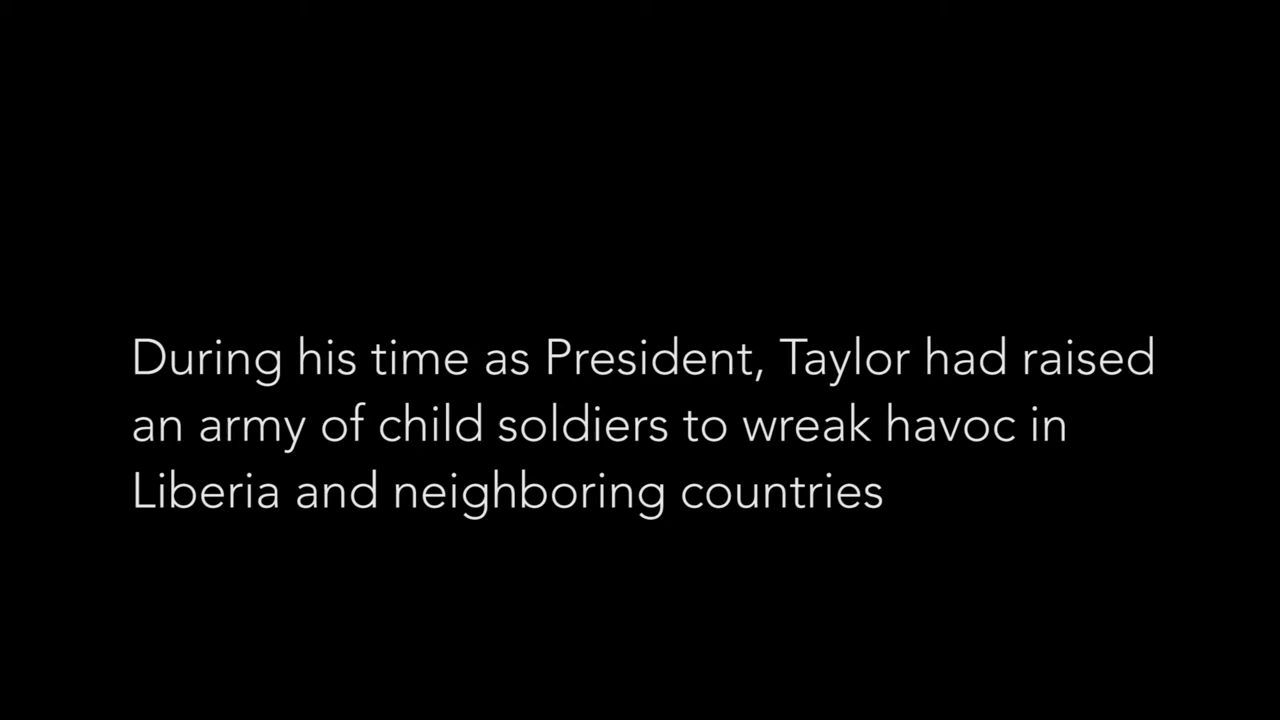 During his time as President, Taylor had raised
an army of child soldiers to wreak havoc in
Liberia and neighboring countries